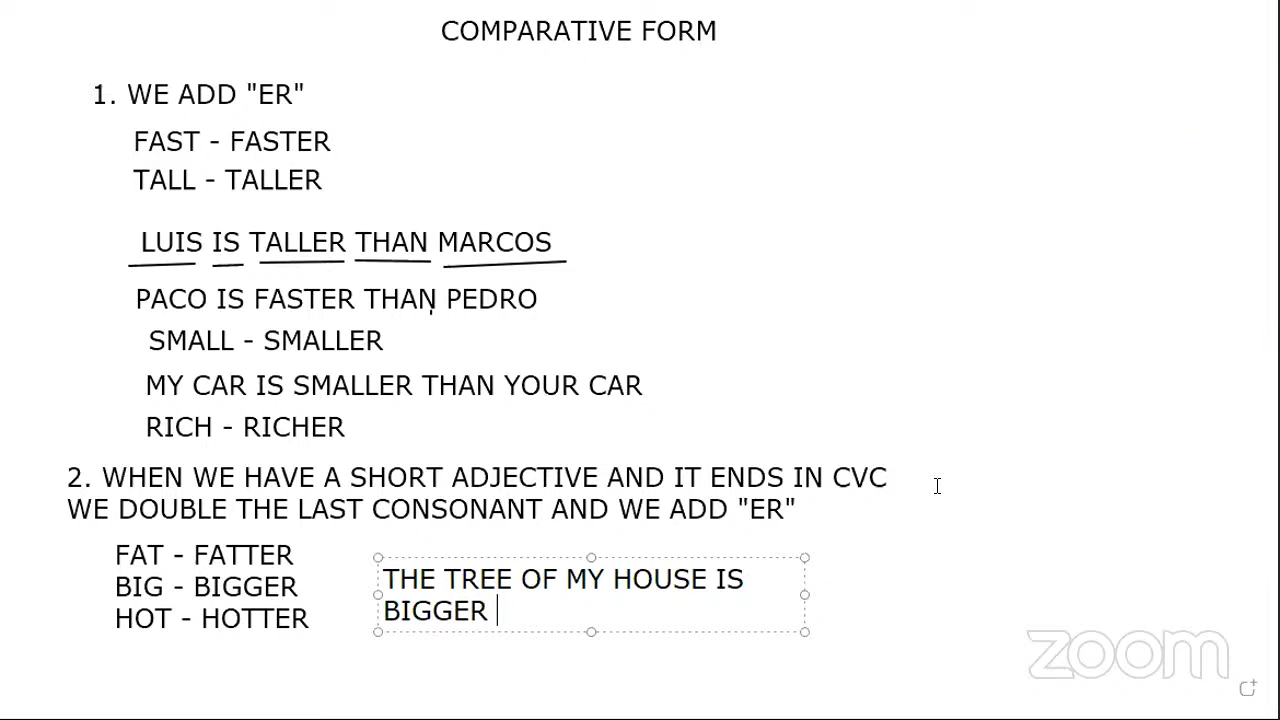 COMPARATIVE FORM
1. WE ADD "ER"
FAST - FASTER
TALL - TALLER
LUIS IS TALLER THAN MARCOS
PACO IS FASTER THAN PEDRO
SMALL - SMALLER
MY CAR IS SMALLER THAN YOUR CAR
RICH - RICHER
2. WHEN WE HAVE A SHORT ADJECTIVE AND IT ENDS IN CVC
WE DOUBLE THE LAST CONSONANT AND WE ADD "ER"
FAT - FATTER
BIG - BIGGER
HOT - HOTTER
THE TREE OF MY HOUSE IS
BIGGER
zoom